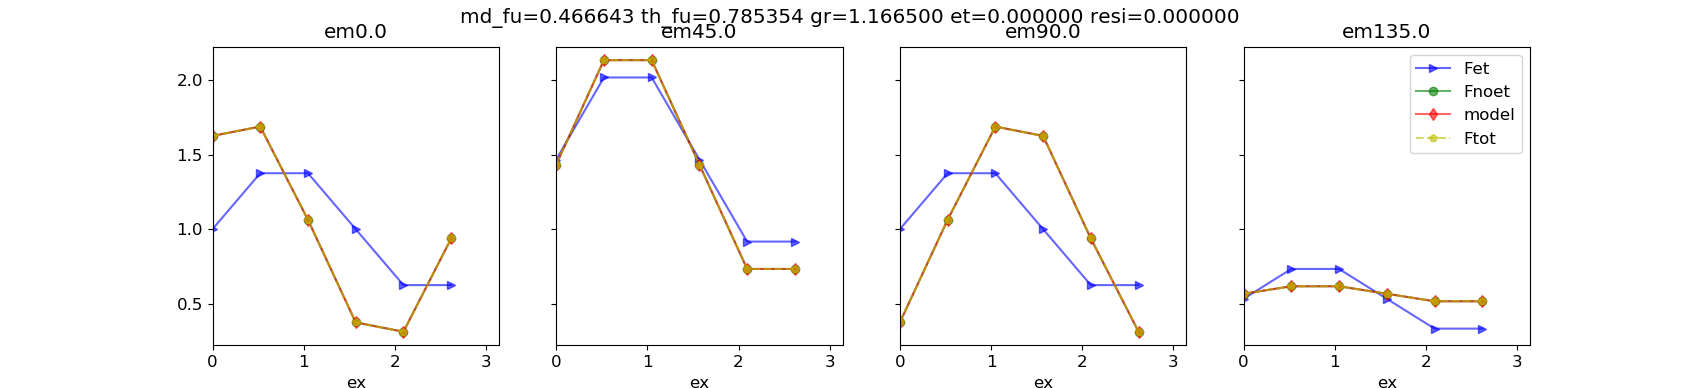 md_fu=0.466643 th_fu=0.785354 gr=1.166500 et=0.000000 resi=0.000000
em0.0 em45.0 em90.0 em135.0
2.0
1.5
1.0
0.5
Fet
Fnoet
model
Ftot
0 1 2 3 0 1 2 3 0 1 2 3 0 1 2 3
ex ex ex ex